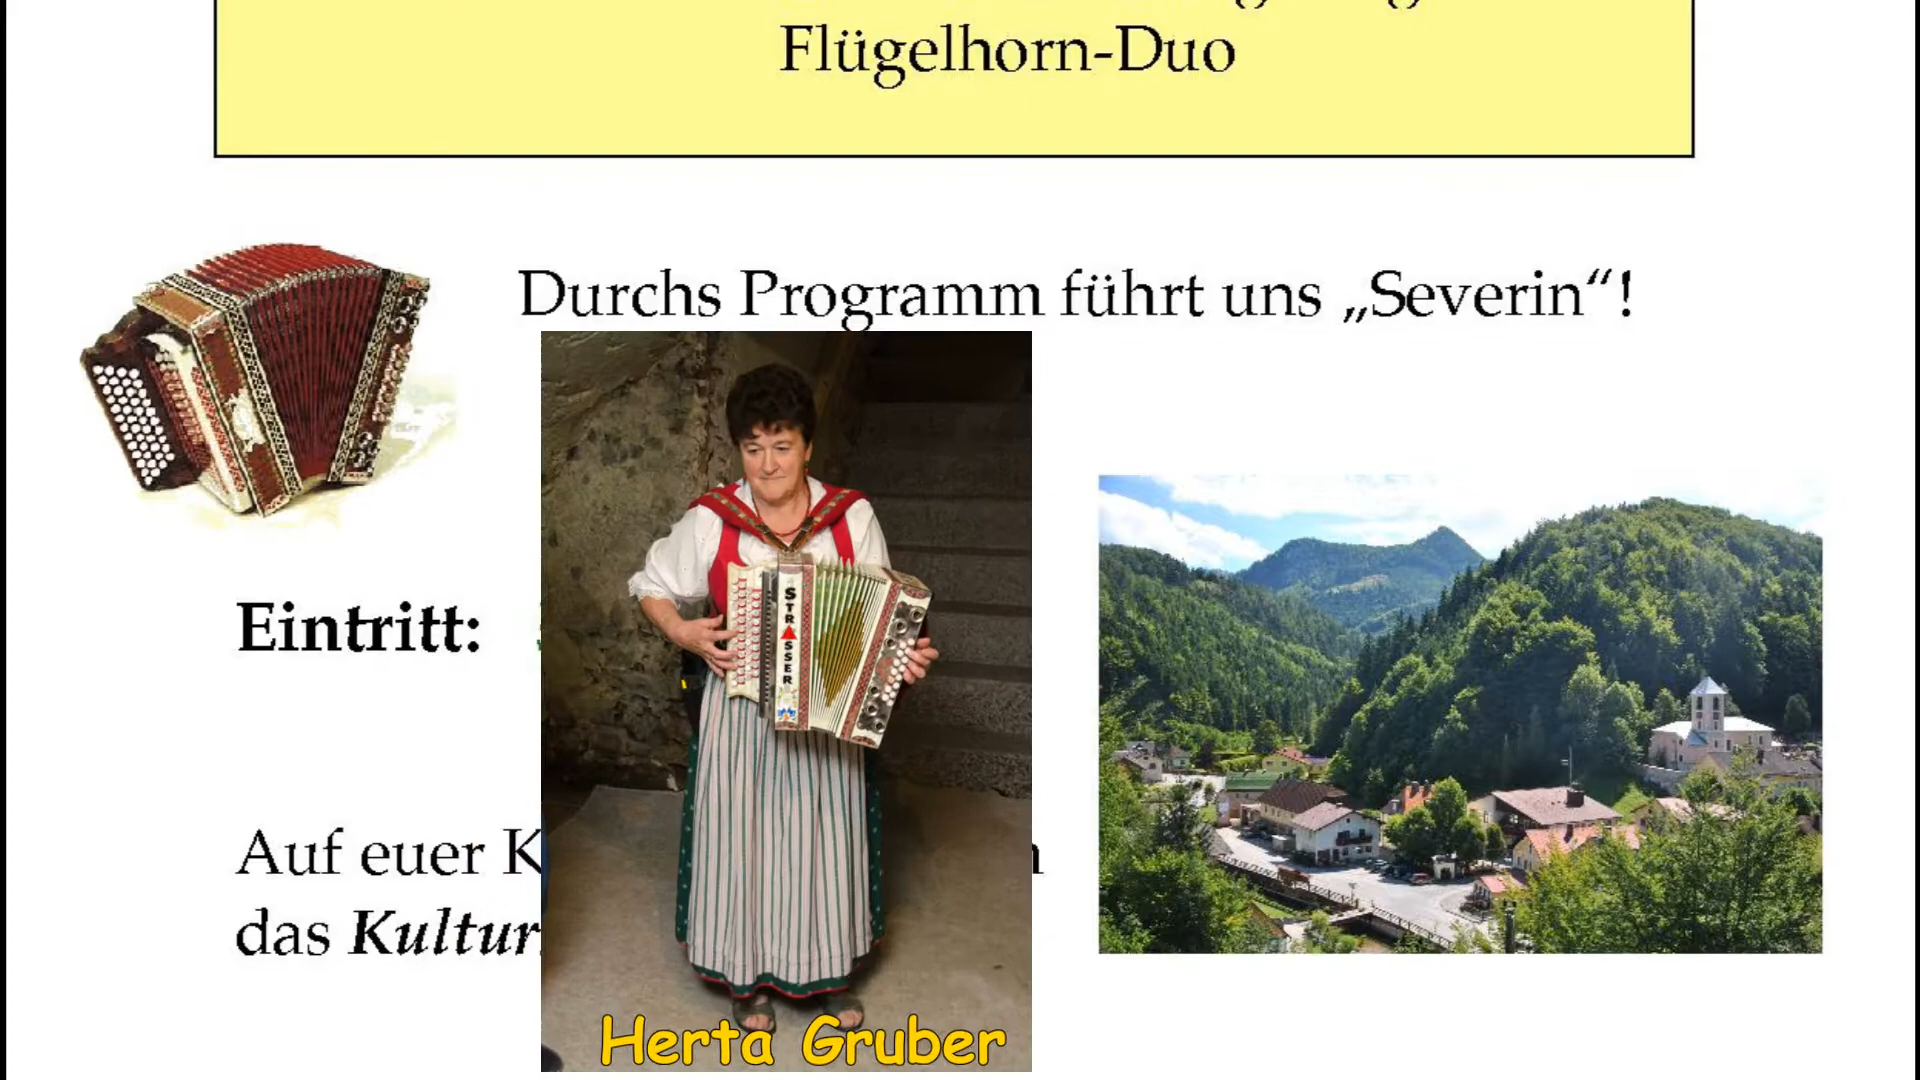 Flügelhorn-Duo
Durchs Programm führt uns „Severin“!
Eintritt:
STRASSER
Auf euer
das Kultur
Herta Gruber